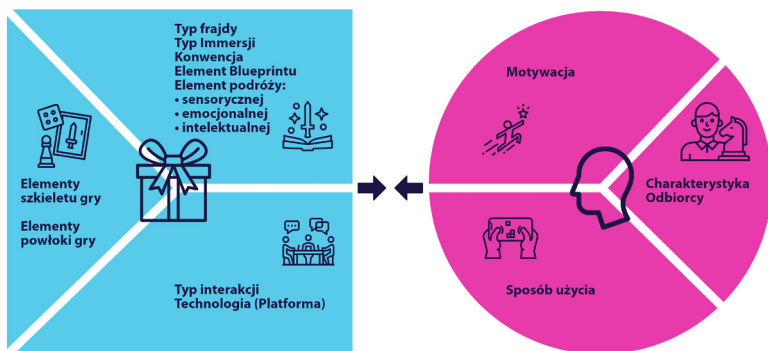 Typ frajdy
Typ Immersji
Konwencja
Element Blueprintu
Element podróży:
• sensorycznej
• emocjonalnej
• intelektualnej
Elementy
szkieletu gry
Elementy
powłoki gry
Typ interakcji
Technologia (Platforma)
Motywacja
Charakterystyka
Odbiorcy
Sposób użycia